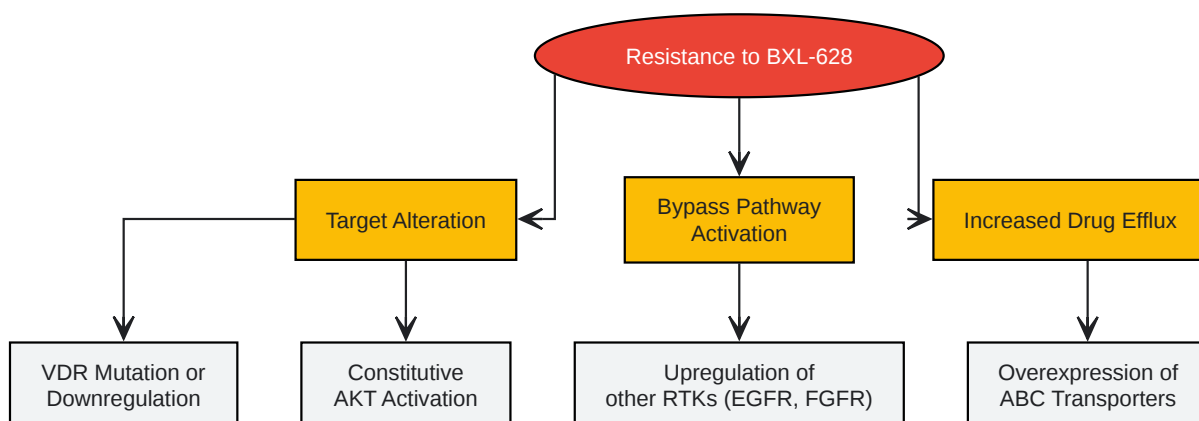 Resistance to BXL-628
Target Alteration
Bypass Pathway
Activation
Increased Drug Efflux
VDR Mutation or
Downregulation
Constitutive
AKT Activation
Upregulation of
other RTKs (EGFR, FGFR)
Overexpression of
ABC Transporters